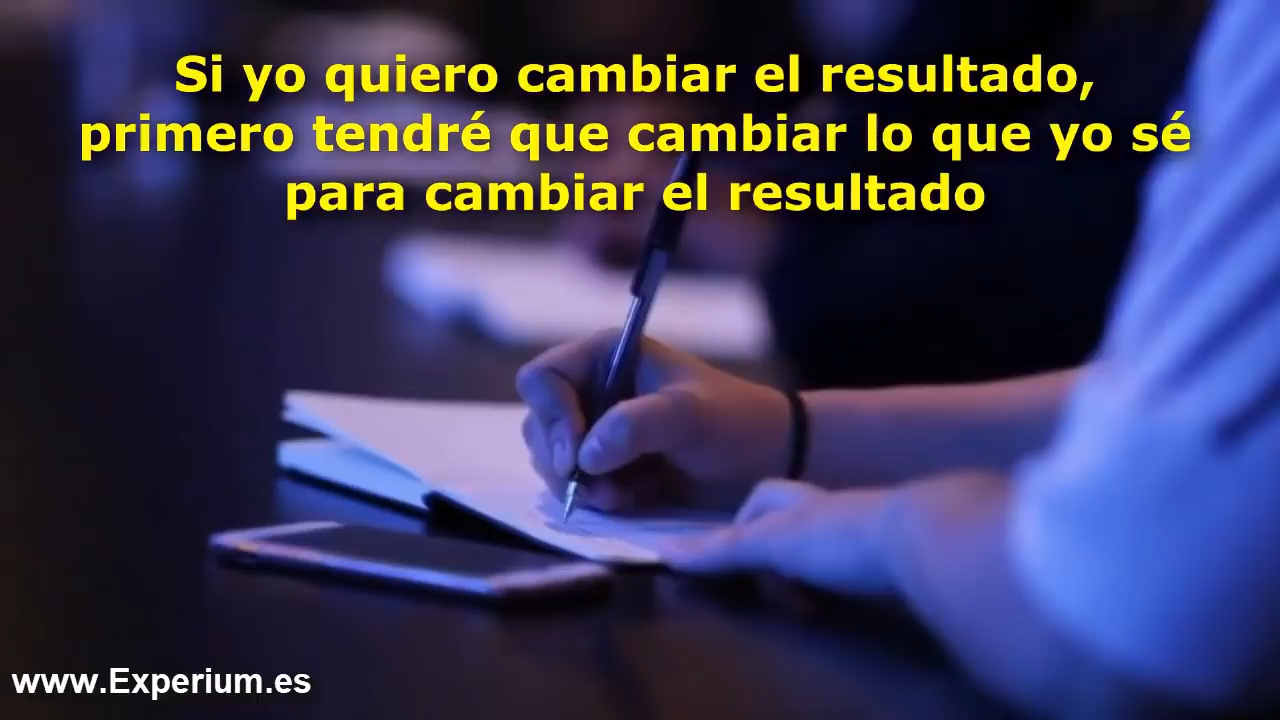 Si yo quiero cambiar el resultado,
primero tendré que cambiar lo que yo sé
para cambiar el resultado
www.Experium.es